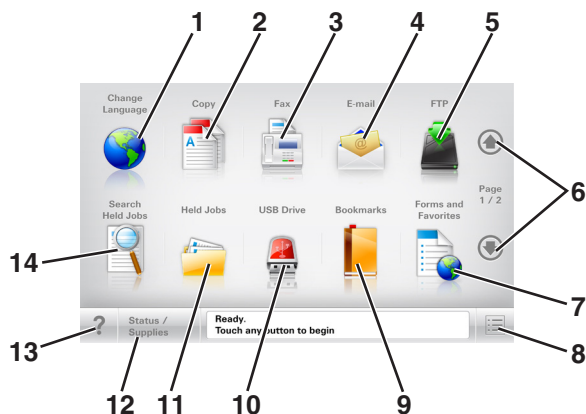 1 2 3 4 5
Change
Language
Copy
Fax
E-mail
FTP
A
@
6
Page
1 / 2
Search
Held Jobs
Held Jobs
USB Drive
Bookmarks
Forms and
Favorites
14
7
?
Status /
Supplies
Ready.
Touch any button to begin
13
12
11
10
9
8